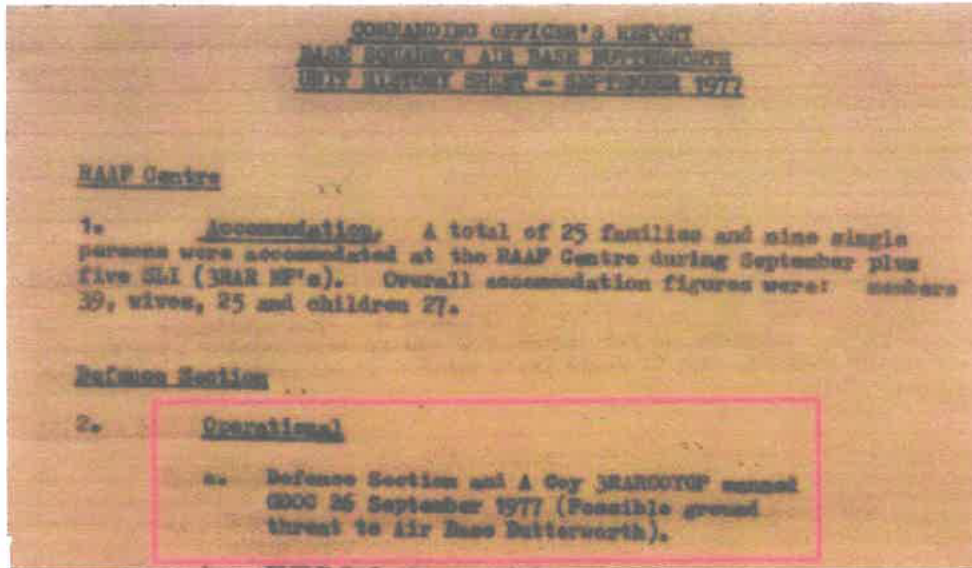 COMMANDING OFFICER'S REPORT
BASE SQUADRON AIR BASE BUTTERWORTH
UNIT HISTORY SHEET - SEPTEMBER 1977
RAAF Centre
1. Accommodation. A total of 25 families and nine single
persons were accommodated at the RAAF Centre during September plus
five SLI (3RAR MF's). Overall accommodation figures were: members
39, wives, 25 and children 27.
Defence Section
2. Operational
a. Defence Section and A Coy 3RARCOYGP manned
GDOC 26 September 1977 (Possible ground
threat to Air Base Butterworth).